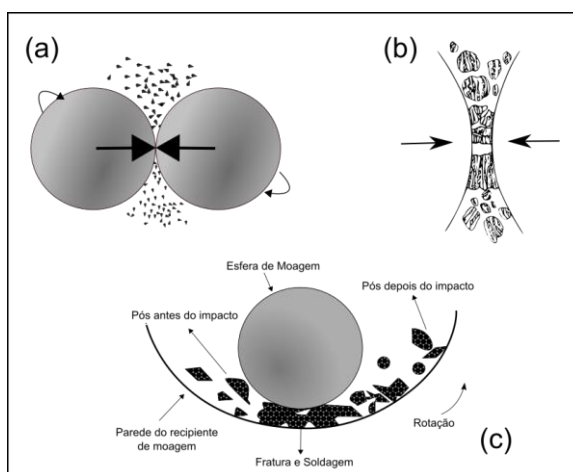 (a)
(b)
Esfera de Moagem
Pós antes do impacto
Pós depois do impacto
Parede do recipiente
de moagem
Rotação
Fratura e Soldagem
(c)